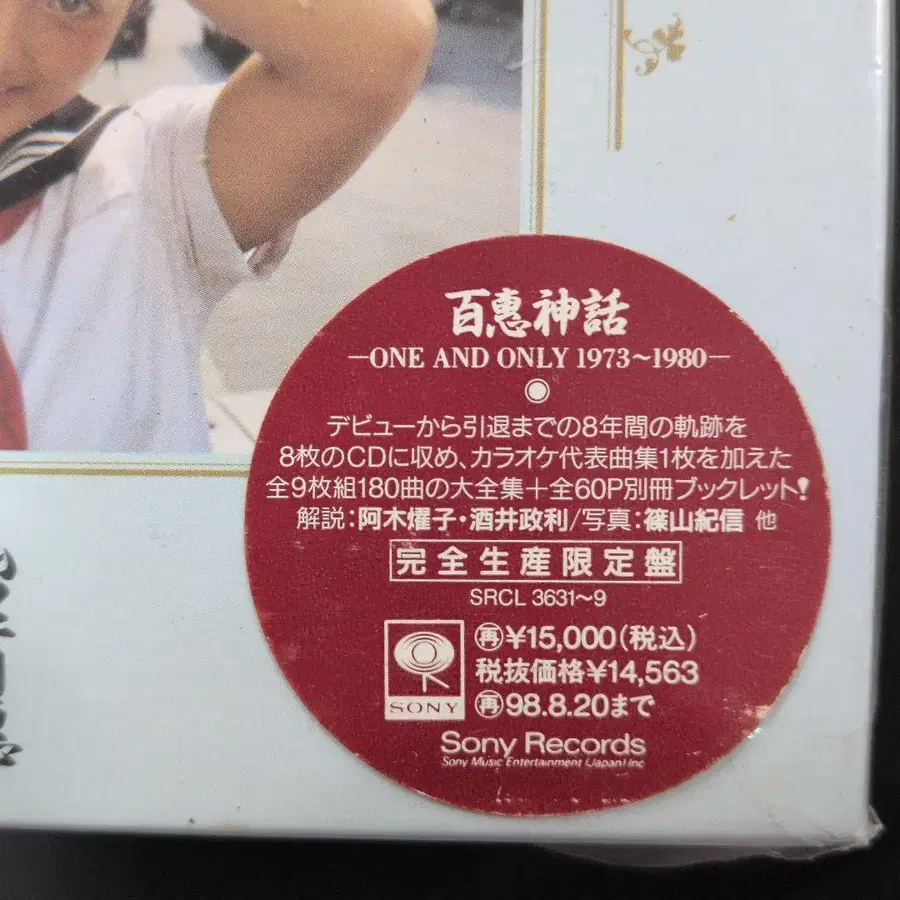 百惠神話
—ONE AND ONLY 1973～1980—
デビューから引退までの8年間の軌跡を
8枚のCDに収め、カラオケ代表曲集1枚を加えた
全9枚組180曲の大全集＋全60P別冊ブックレット!
解説：阿木燿子・酒井政利/写真：篠山紀信 他
完全生産限定盤
SRCL 3631～9
㊢¥15,000(税込)
税抜価格¥14,563
㊢98.8.20まで
SONY
Sony Records
Sony Music Entertainment (Japan) Inc